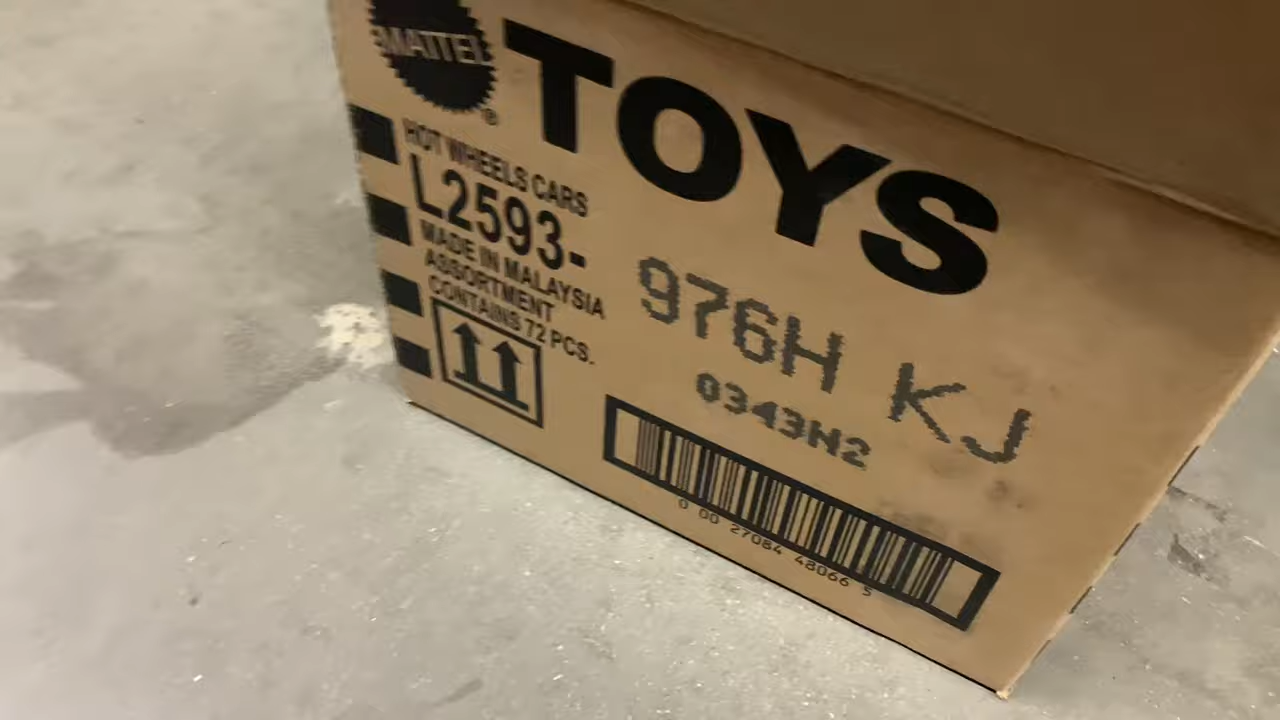 MATTEL
®
TOYS
HOT WHEELS CARS
L2593-
MADE IN MALAYSIA
ASSORTMENT
CONTAINS 72 PCS.
976H KJ
0343N2
0 00 27084 48066 5